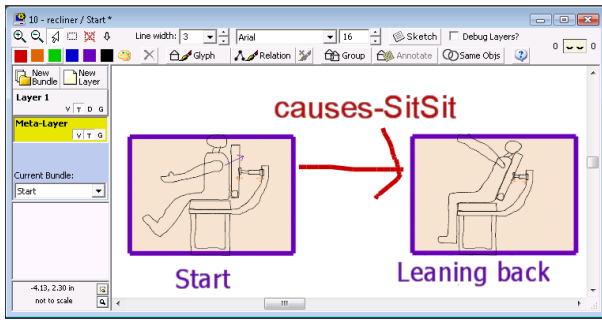 10 - recliner / Start *
Line width: 3 Arial 16 Sketch Debug Layers?
Glyph Relation Group Annotate Same Objs 0 0
New Bundle New Layer
Layer 1
V T D G
Meta-Layer
V T G
Current Bundle:
Start
-4.13, 2.30 in
not to scale
causes-SitSit
Start
Leaning back